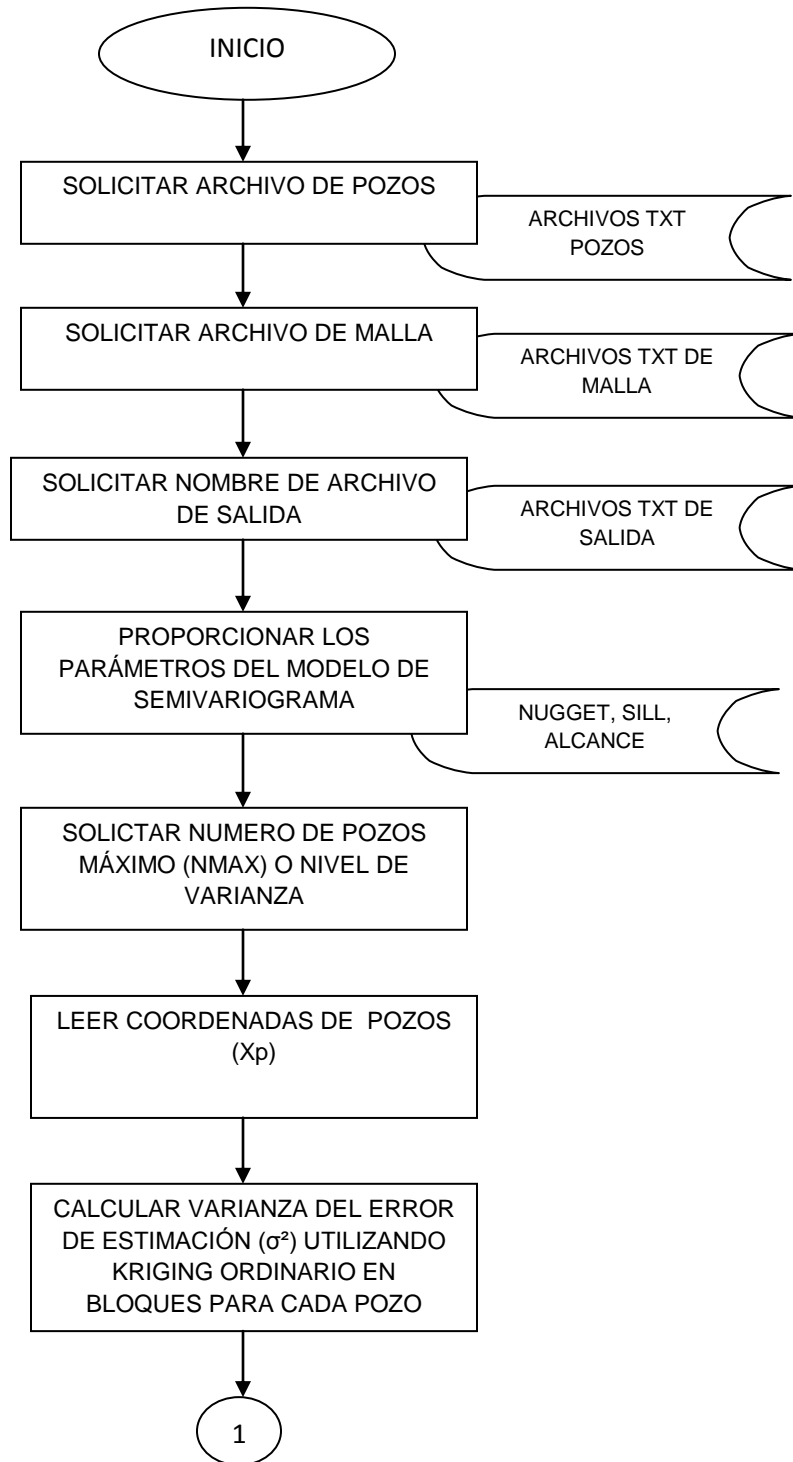 INICIO
SOLICITAR ARCHIVO DE POZOS
ARCHIVOS TXT
POZOS
SOLICITAR ARCHIVO DE MALLA
ARCHIVOS TXT DE
MALLA
SOLICITAR NOMBRE DE ARCHIVO
DE SALIDA
ARCHIVOS TXT DE
SALIDA
PROPORCIONAR LOS
PARÁMETROS DEL MODELO DE
SEMIVARIOGRAMA
NUGGET, SILL,
ALCANCE
SOLICTAR NUMERO DE POZOS
MÁXIMO (NMAX) O NIVEL DE
VARIANZA
LEER COORDENADAS DE POZOS
(Xp)
CALCULAR VARIANZA DEL ERROR
DE ESTIMACIÓN (σ²) UTILIZANDO
KRIGING ORDINARIO EN
BLOQUES PARA CADA POZO
1